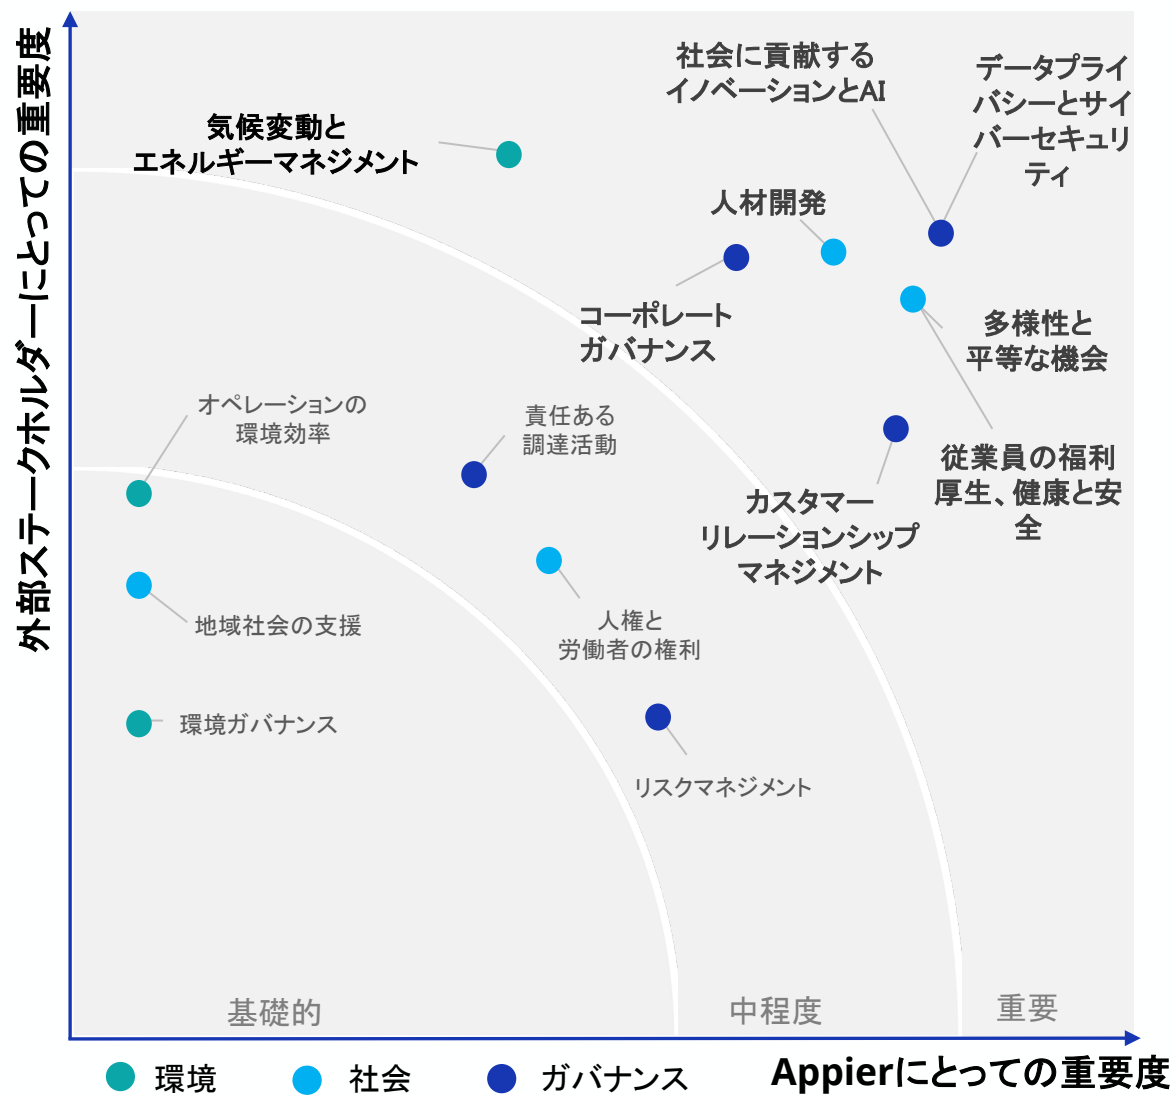 外部ステークホルダーにとっての重要度
社会に貢献する
イノベーションとAI
データプライ
バシーとサイ
バーセキュリ
ティ
気候変動と
エネルギーマネジメント
人材開発
コーポレート
ガバナンス
多様性と
平等な機会
オペレーションの
環境効率
責任ある
調達活動
従業員の福利
厚生、健康と安
全
カスタマー
リレーションシップ
マネジメント
人権と
労働者の権利
地域社会の支援
環境ガバナンス
リスクマネジメント
基礎的
中程度
重要
環境
社会
ガバナンス
Appierにとっての重要度